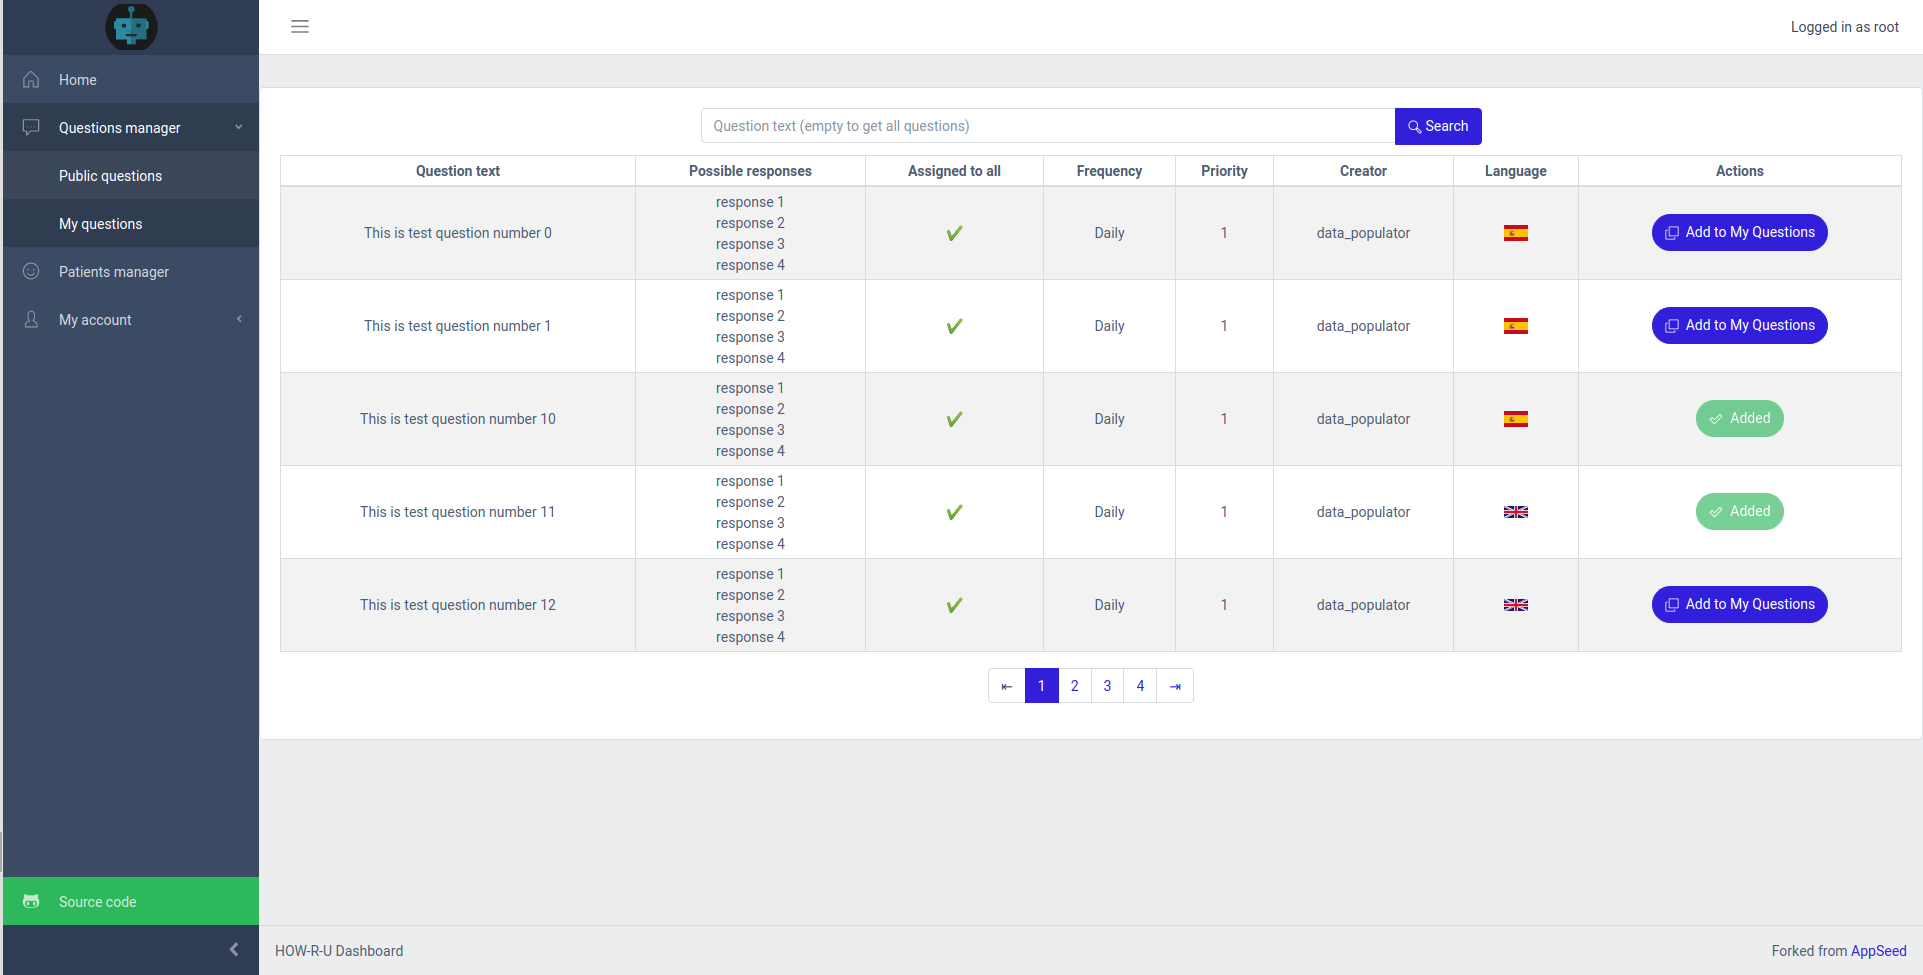 Logged in as root
Home
Questions manager
Public questions
My questions
Patients manager
My account
Source code
Question text (empty to get all questions)
Search
Question text Possible responses Assigned to all Frequency Priority Creator Language Actions
This is test question number 0
response 1
response 2
response 3
response 4
Daily 1 data_populator Add to My Questions
This is test question number 1
response 1
response 2
response 3
response 4
Daily 1 data_populator Add to My Questions
This is test question number 10
response 1
response 2
response 3
response 4
Daily 1 data_populator Added
This is test question number 11
response 1
response 2
response 3
response 4
Daily 1 data_populator Added
This is test question number 12
response 1
response 2
response 3
response 4
Daily 1 data_populator Add to My Questions
⇤ 1 2 3 4 ⇥
HOW-R-U Dashboard
Forked from AppSeed